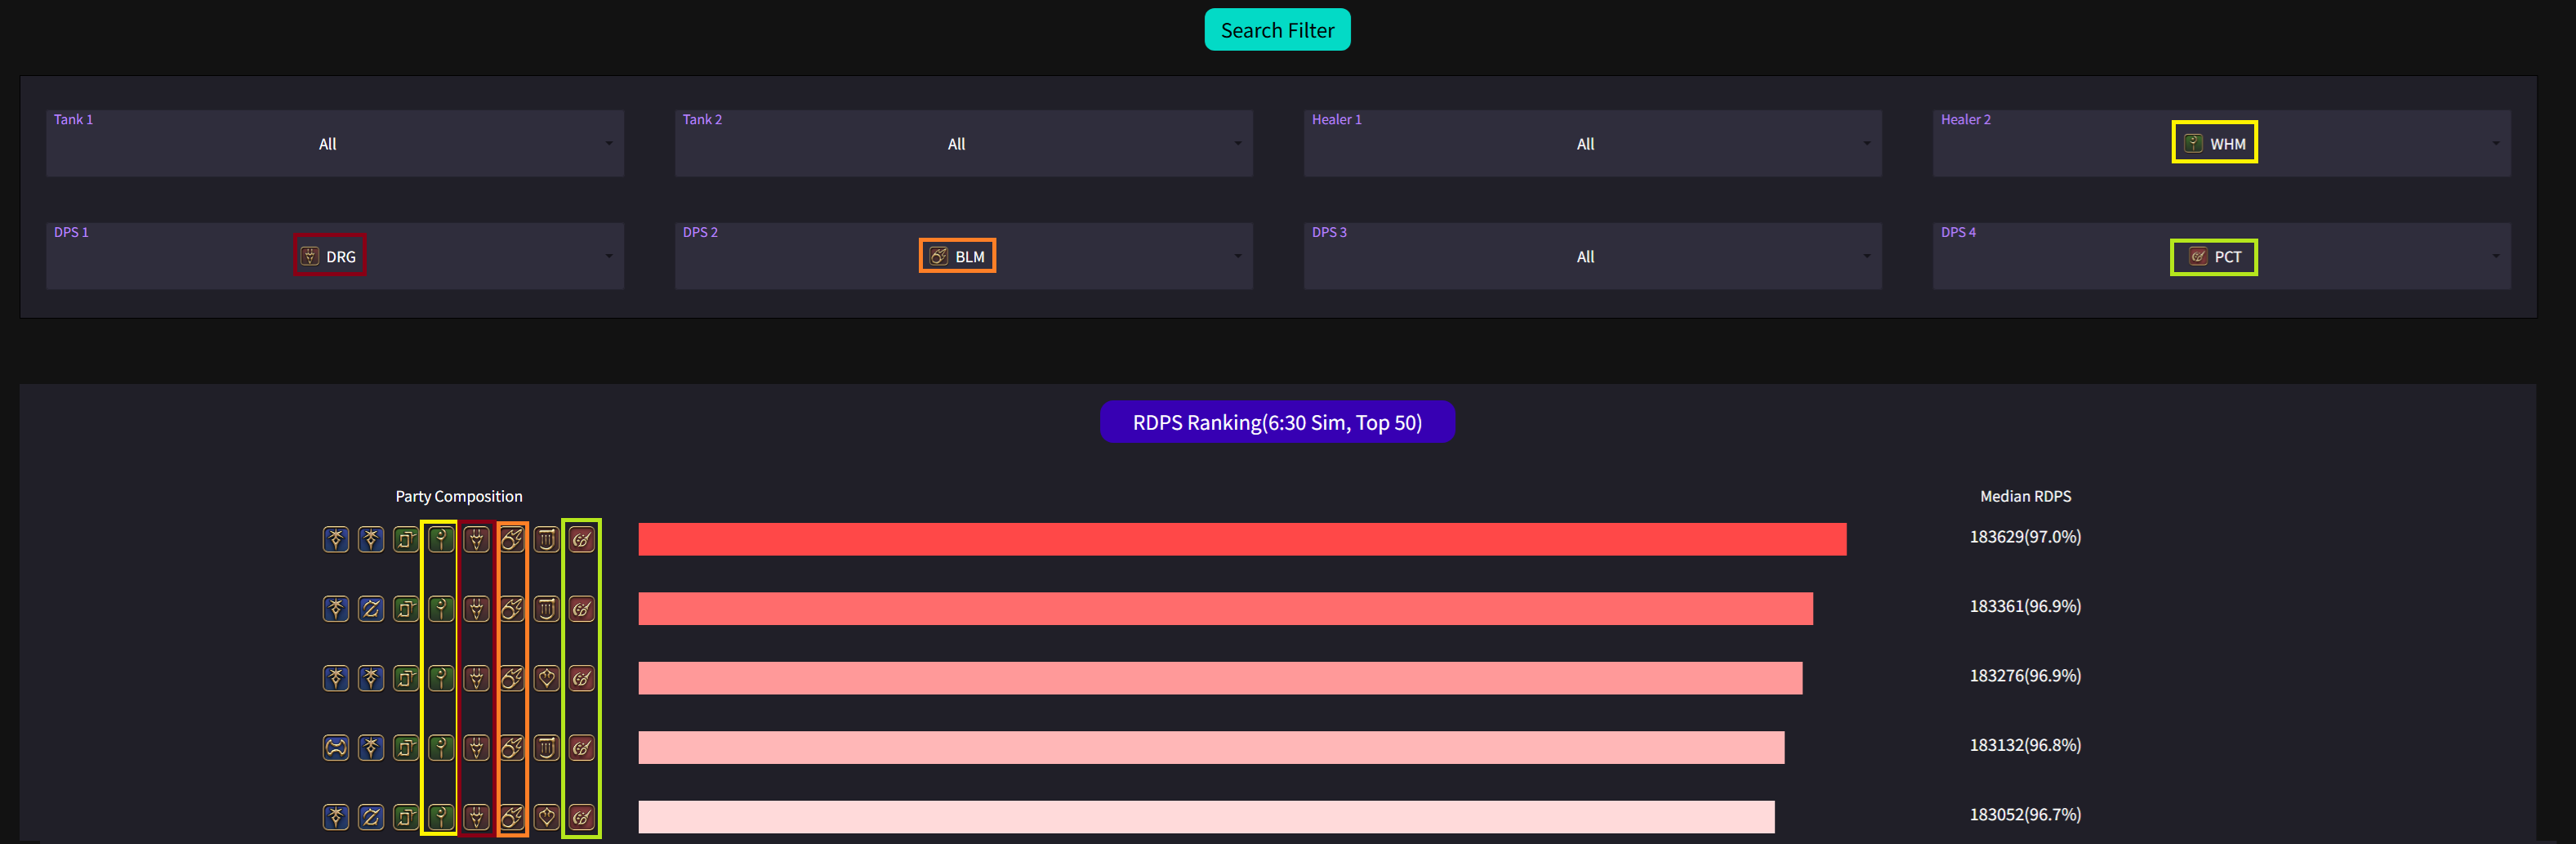 Search Filter
Tank 1
All
Tank 2
All
Healer 1
All
Healer 2
WHM
DPS 1
DRG
DPS 2
BLM
DPS 3
All
DPS 4
PCT
RDPS Ranking(6:30 Sim, Top 50)
Party Composition
Median RDPS
183629(97.0%)
183361(96.9%)
183276(96.9%)
183132(96.8%)
183052(96.7%)